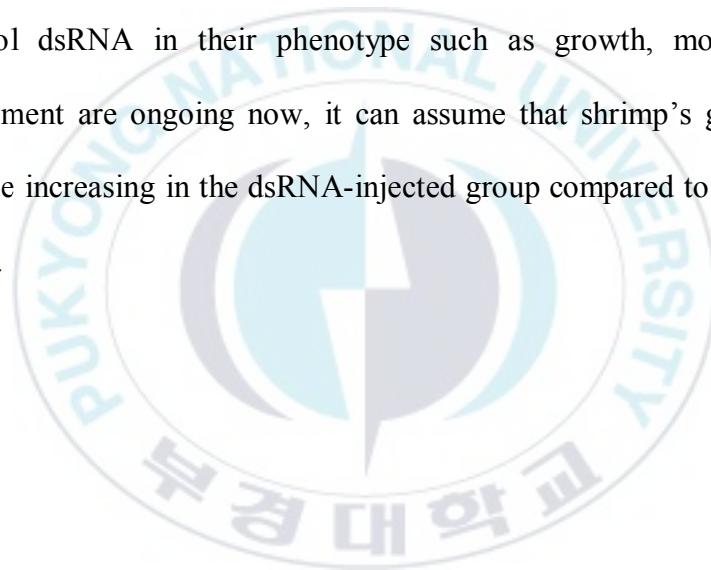 ol dsRNA in their phenotype such as growth, mo
ment are ongoing now, it can assume that shrimp's g
e increasing in the dsRNA-injected group compared to
PUKYONG NATIONAL UNIVERSITY
부경대학교